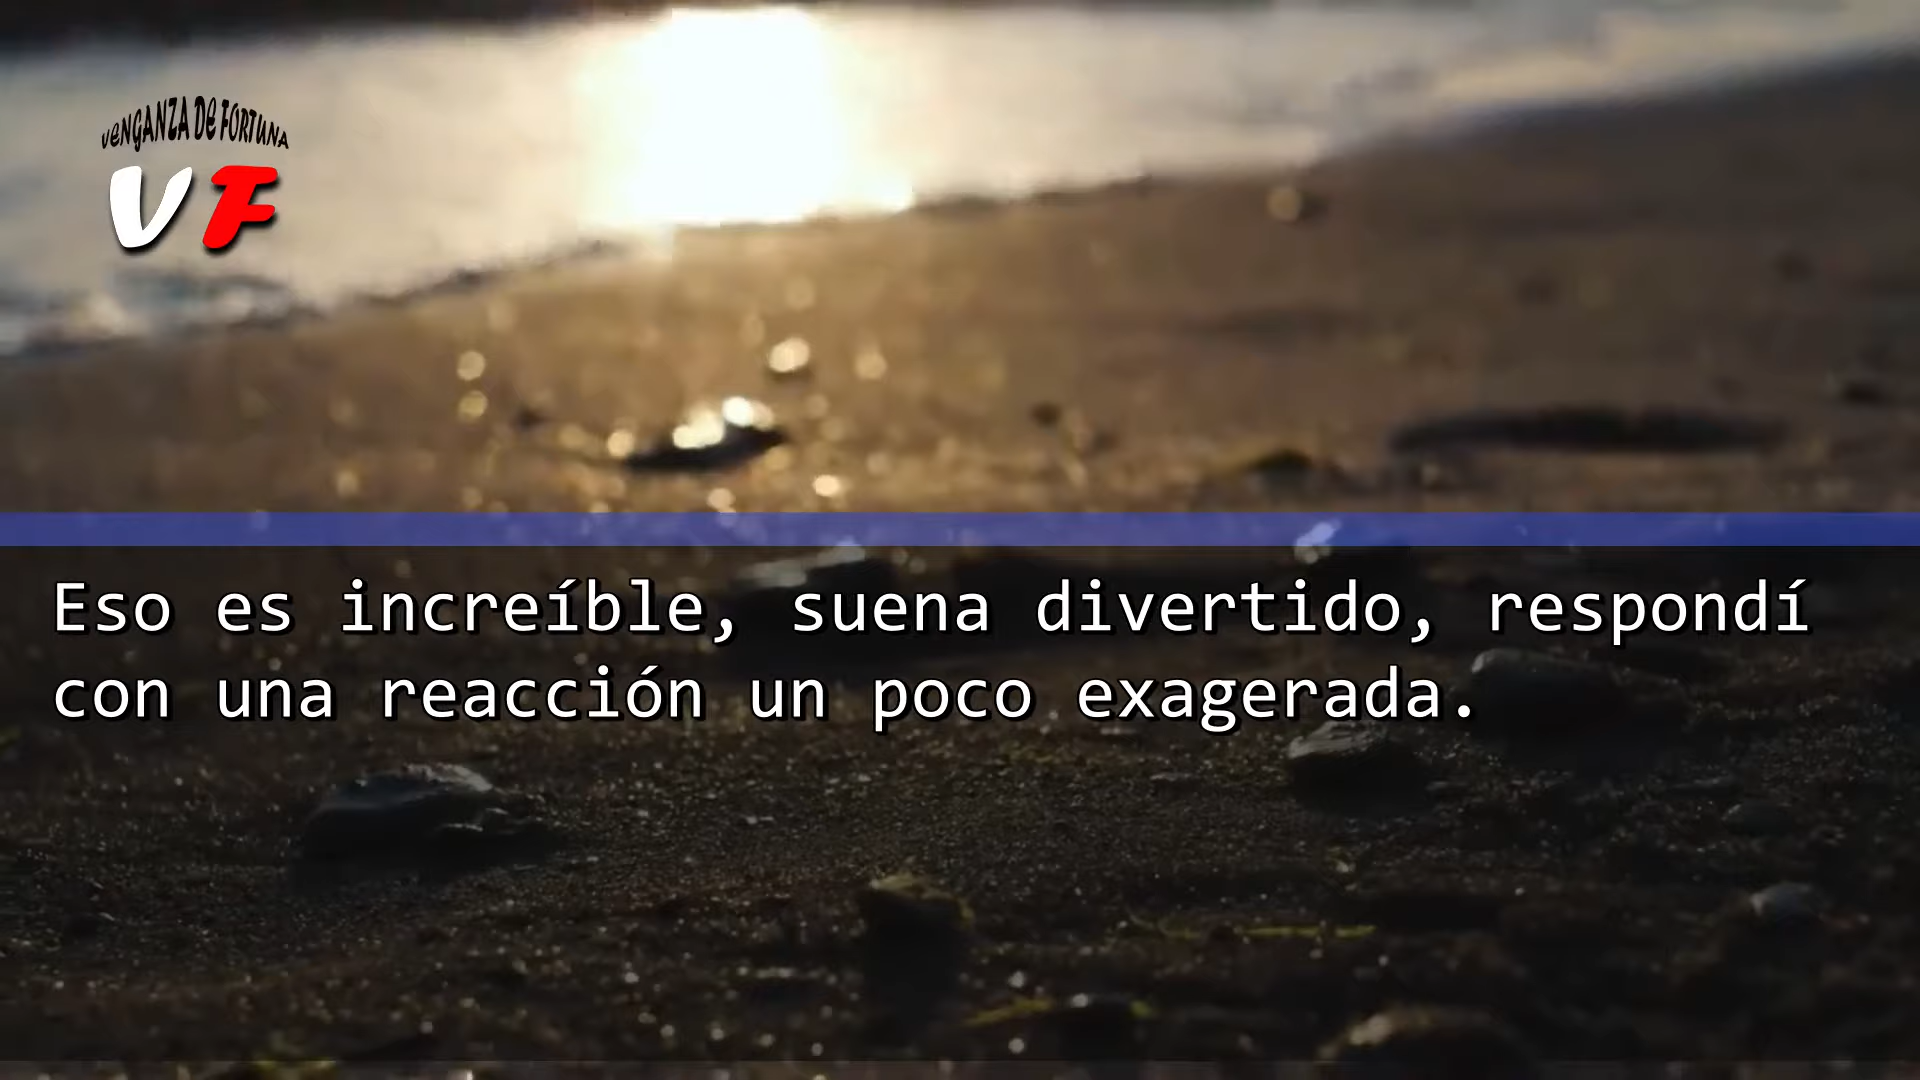 VENGANZA DE FORTUNA
VF
Eso es increíble, suena divertido, respondí
con una reacción un poco exagerada.